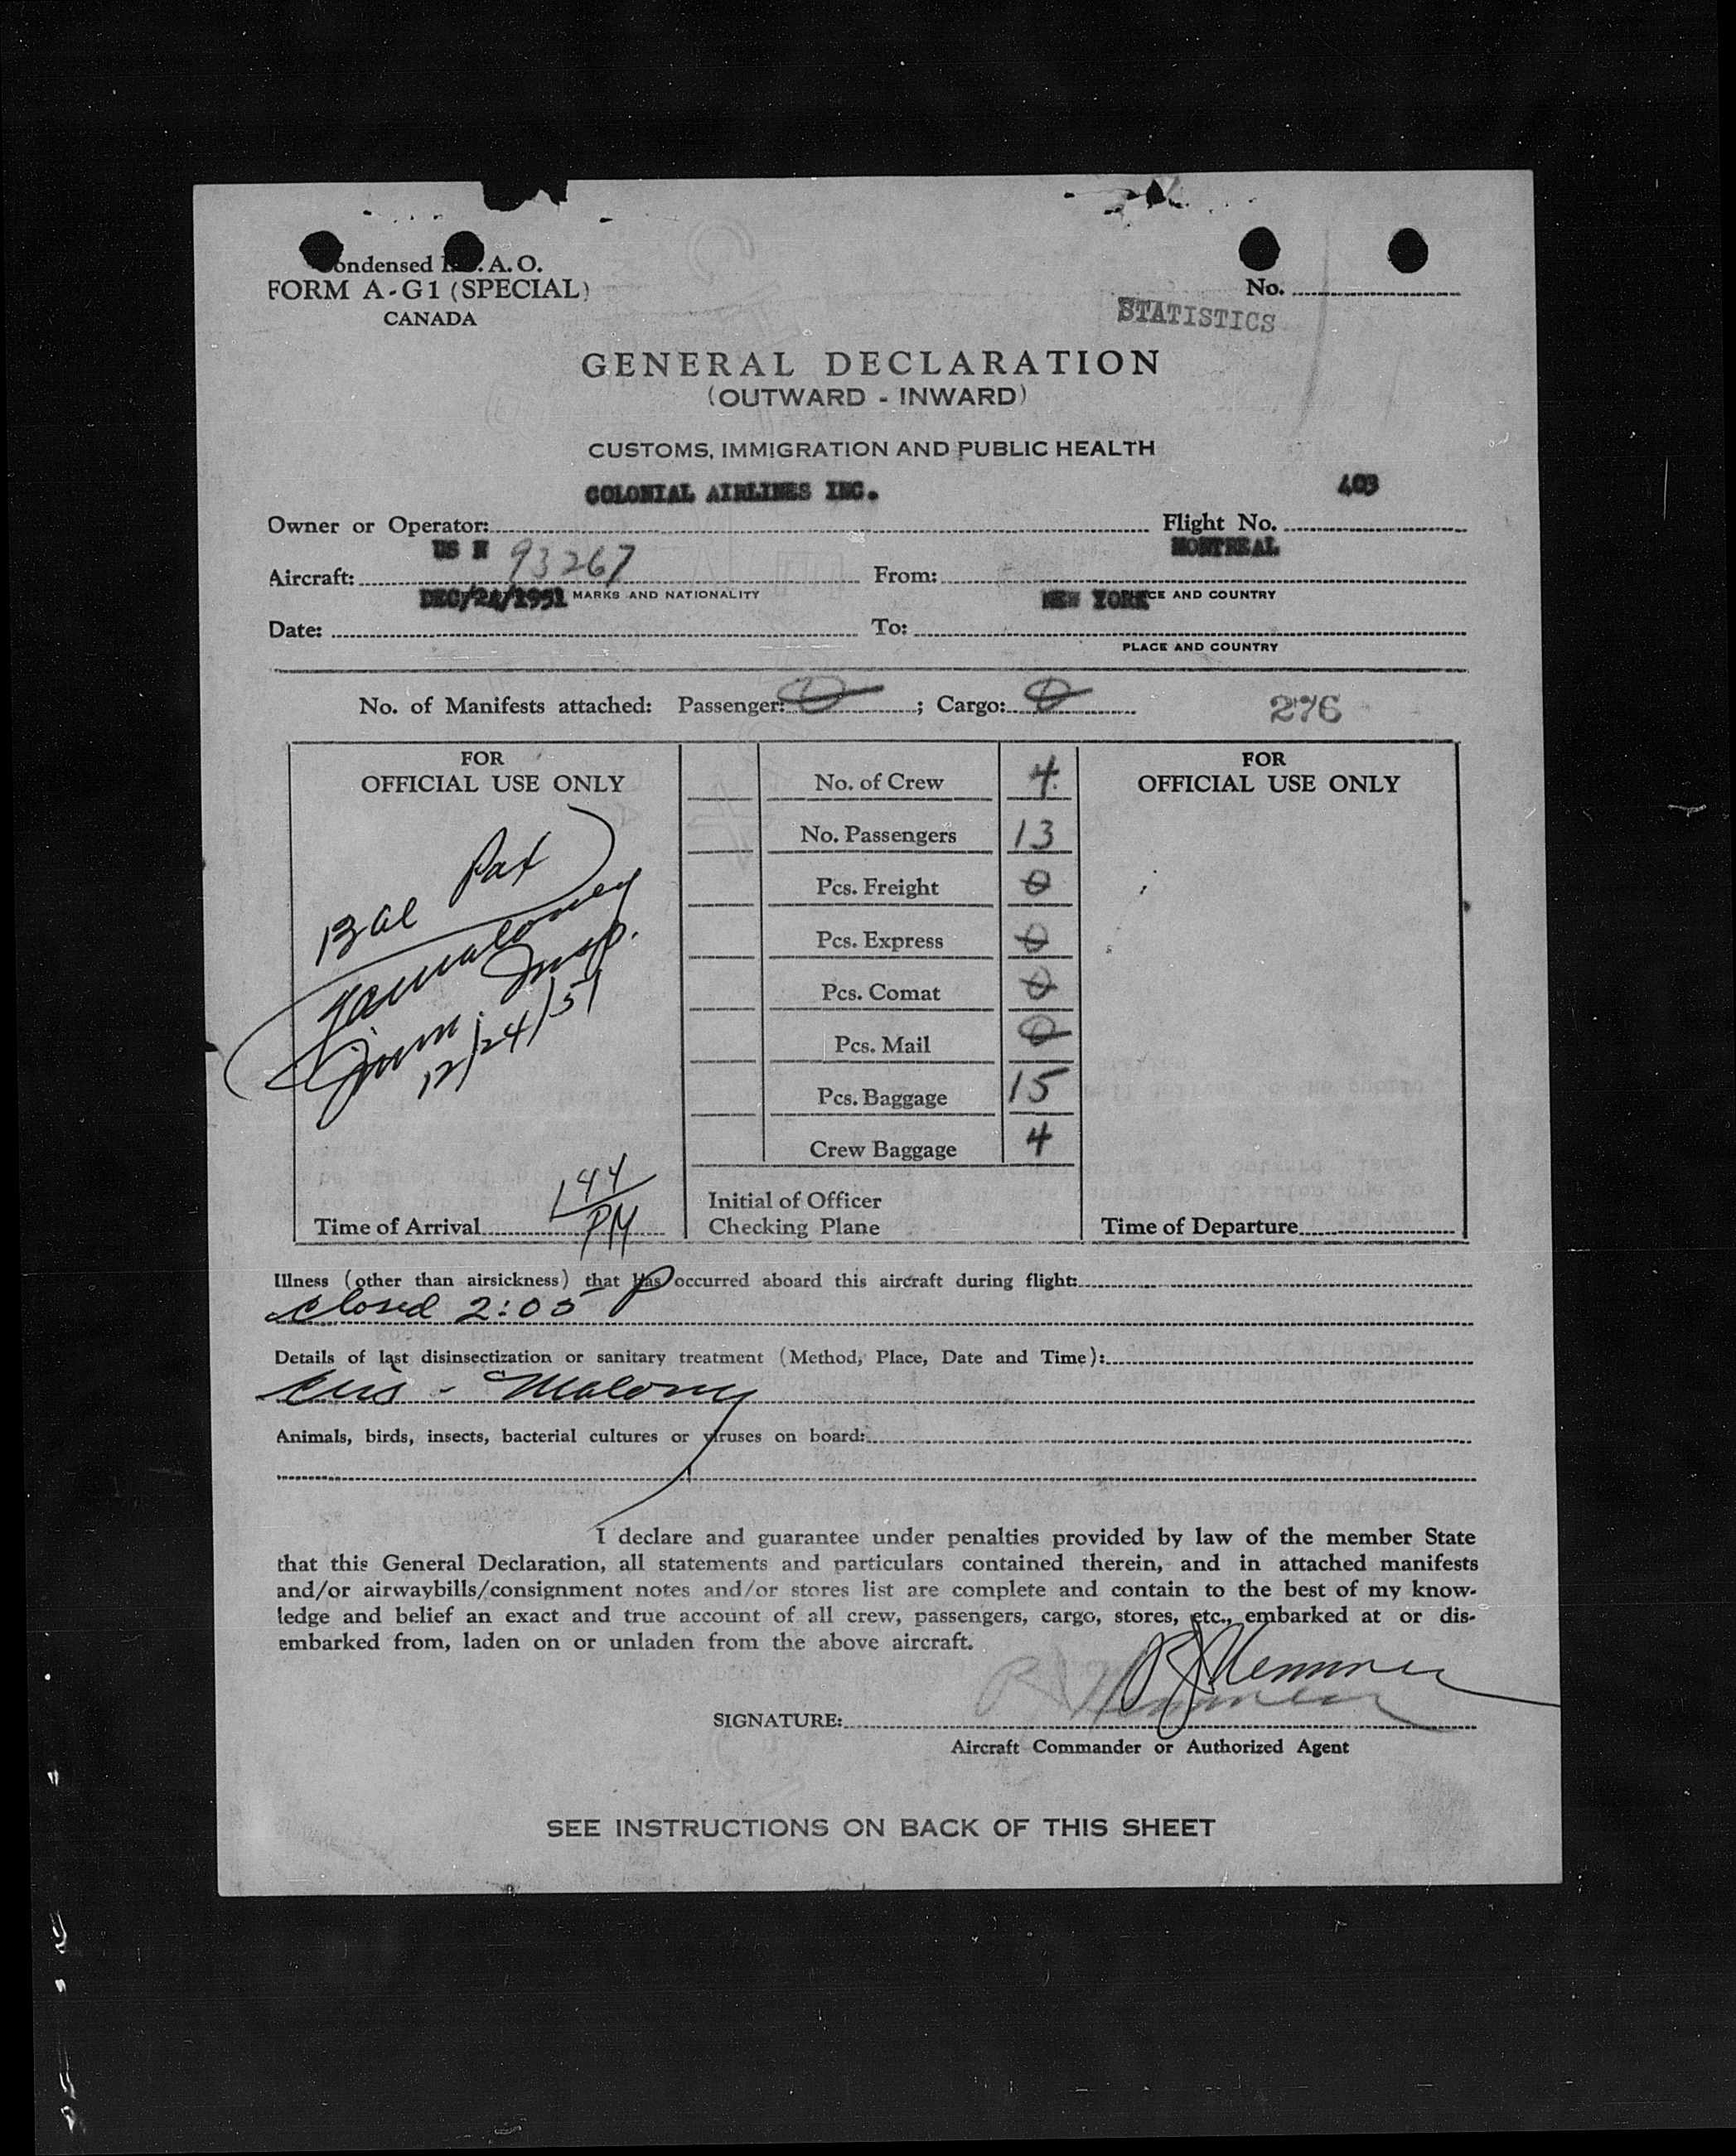 Condensed I.C.A.O.
FORM A-G1 (SPECIAL)
CANADA
No.
STATISTICS
GENERAL DECLARATION
(OUTWARD - INWARD)
CUSTOMS, IMMIGRATION AND PUBLIC HEALTH
COLONIAL AIRLINES INC. 403
Owner or Operator: Flight No.
US N 93267 MONTREAL
Aircraft: From:
DEC/24/1951 MARKS AND NATIONALITY NEW YORK CE AND COUNTRY
Date: To:
PLACE AND COUNTRY
No. of Manifests attached: Passenger: 0 ; Cargo: 0 276
FOR
OFFICIAL USE ONLY
13 al Pax
Insp.
Imm.
12/24/51
Time of Arrival 1 44 PM
No. of Crew 4
No. Passengers 13
Pcs. Freight 0
Pcs. Express 0
Pcs. Comat 0
Pcs. Mail 0
Pcs. Baggage 15
Crew Baggage 4
Initial of Officer
Checking Plane
FOR
OFFICIAL USE ONLY
Time of Departure
Illness (other than airsickness) that has occurred aboard this aircraft during flight:
Closed 2:05 P
Details of last disinsectization or sanitary treatment (Method, Place, Date and Time):
Cus - Malony
Animals, birds, insects, bacterial cultures or viruses on board:
I declare and guarantee under penalties provided by law of the member State
that this General Declaration, all statements and particulars contained therein, and in attached manifests
and/or airwaybills/consignment notes and/or stores list are complete and contain to the best of my know-
ledge and belief an exact and true account of all crew, passengers, cargo, stores, etc., embarked at or dis-
embarked from, laden on or unladen from the above aircraft.
SIGNATURE:
Aircraft Commander or Authorized Agent
SEE INSTRUCTIONS ON BACK OF THIS SHEET